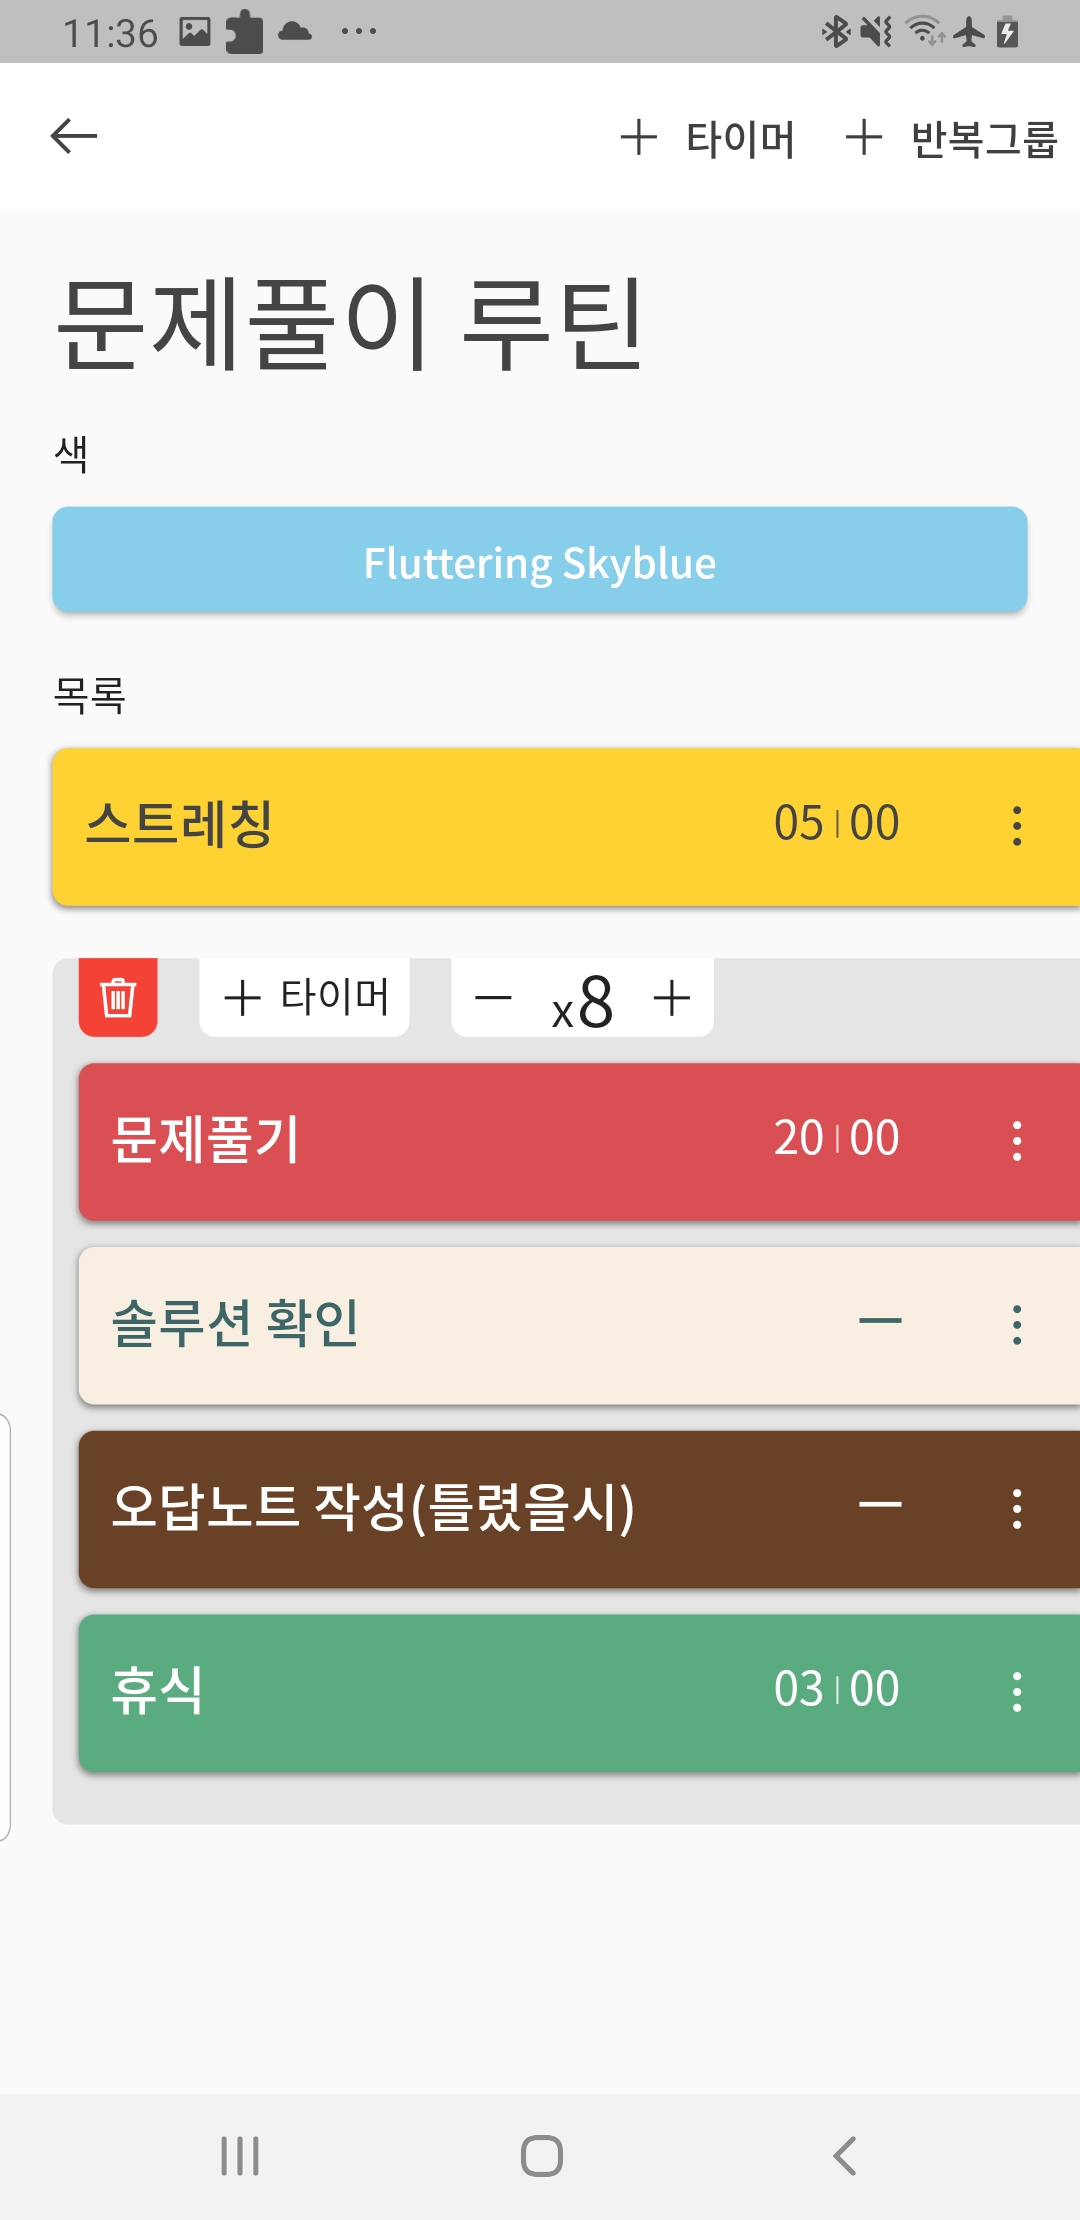 11:36
타이머 반복그룹
문제풀이 루틴
색
Fluttering Skyblue
목록
스트레칭 05 00
타이머 x8
문제풀기 20 00
솔루션 확인
오답노트 작성(틀렸을시)
휴식 03 00